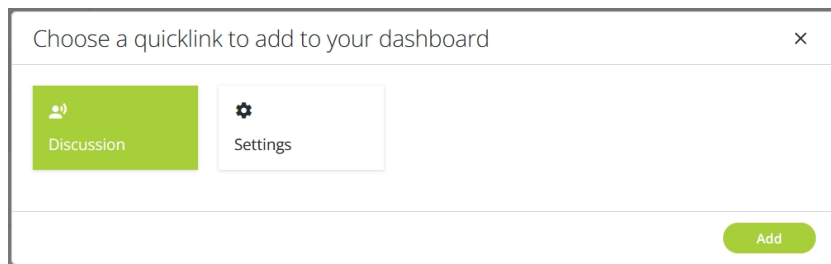 Choose a quicklink to add to your dashboard
Discussion
Settings
Add